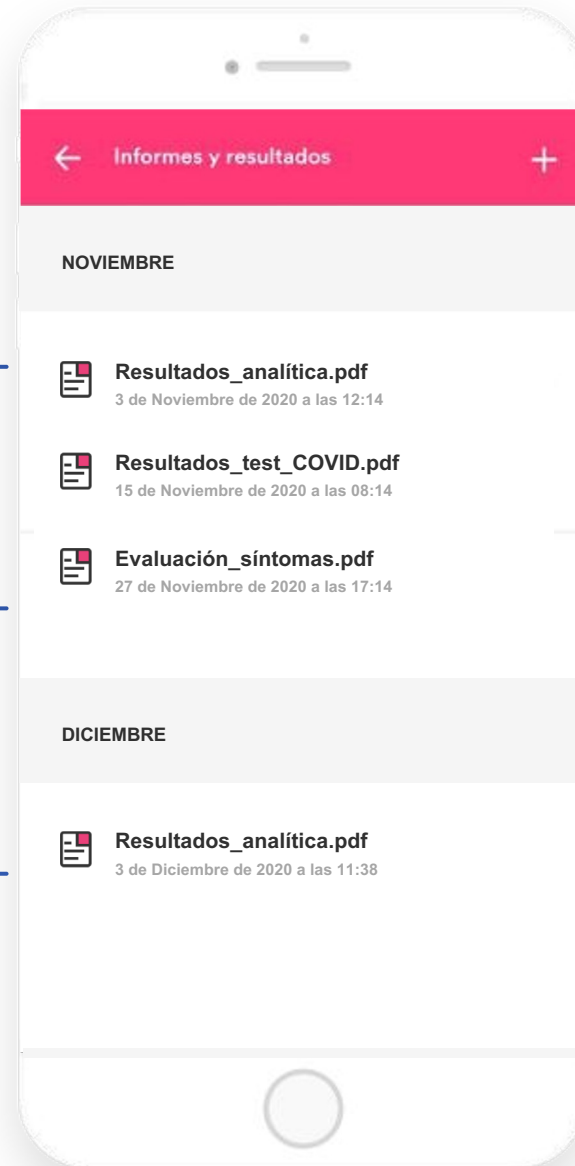 Informes y resultados
NOVIEMBRE
Resultados_analítica.pdf
3 de Noviembre de 2020 a las 12:14
Resultados_test_COVID.pdf
15 de Noviembre de 2020 a las 08:14
Evaluación_síntomas.pdf
27 de Noviembre de 2020 a las 17:14
DICIEMBRE
Resultados_analítica.pdf
3 de Diciembre de 2020 a las 11:38